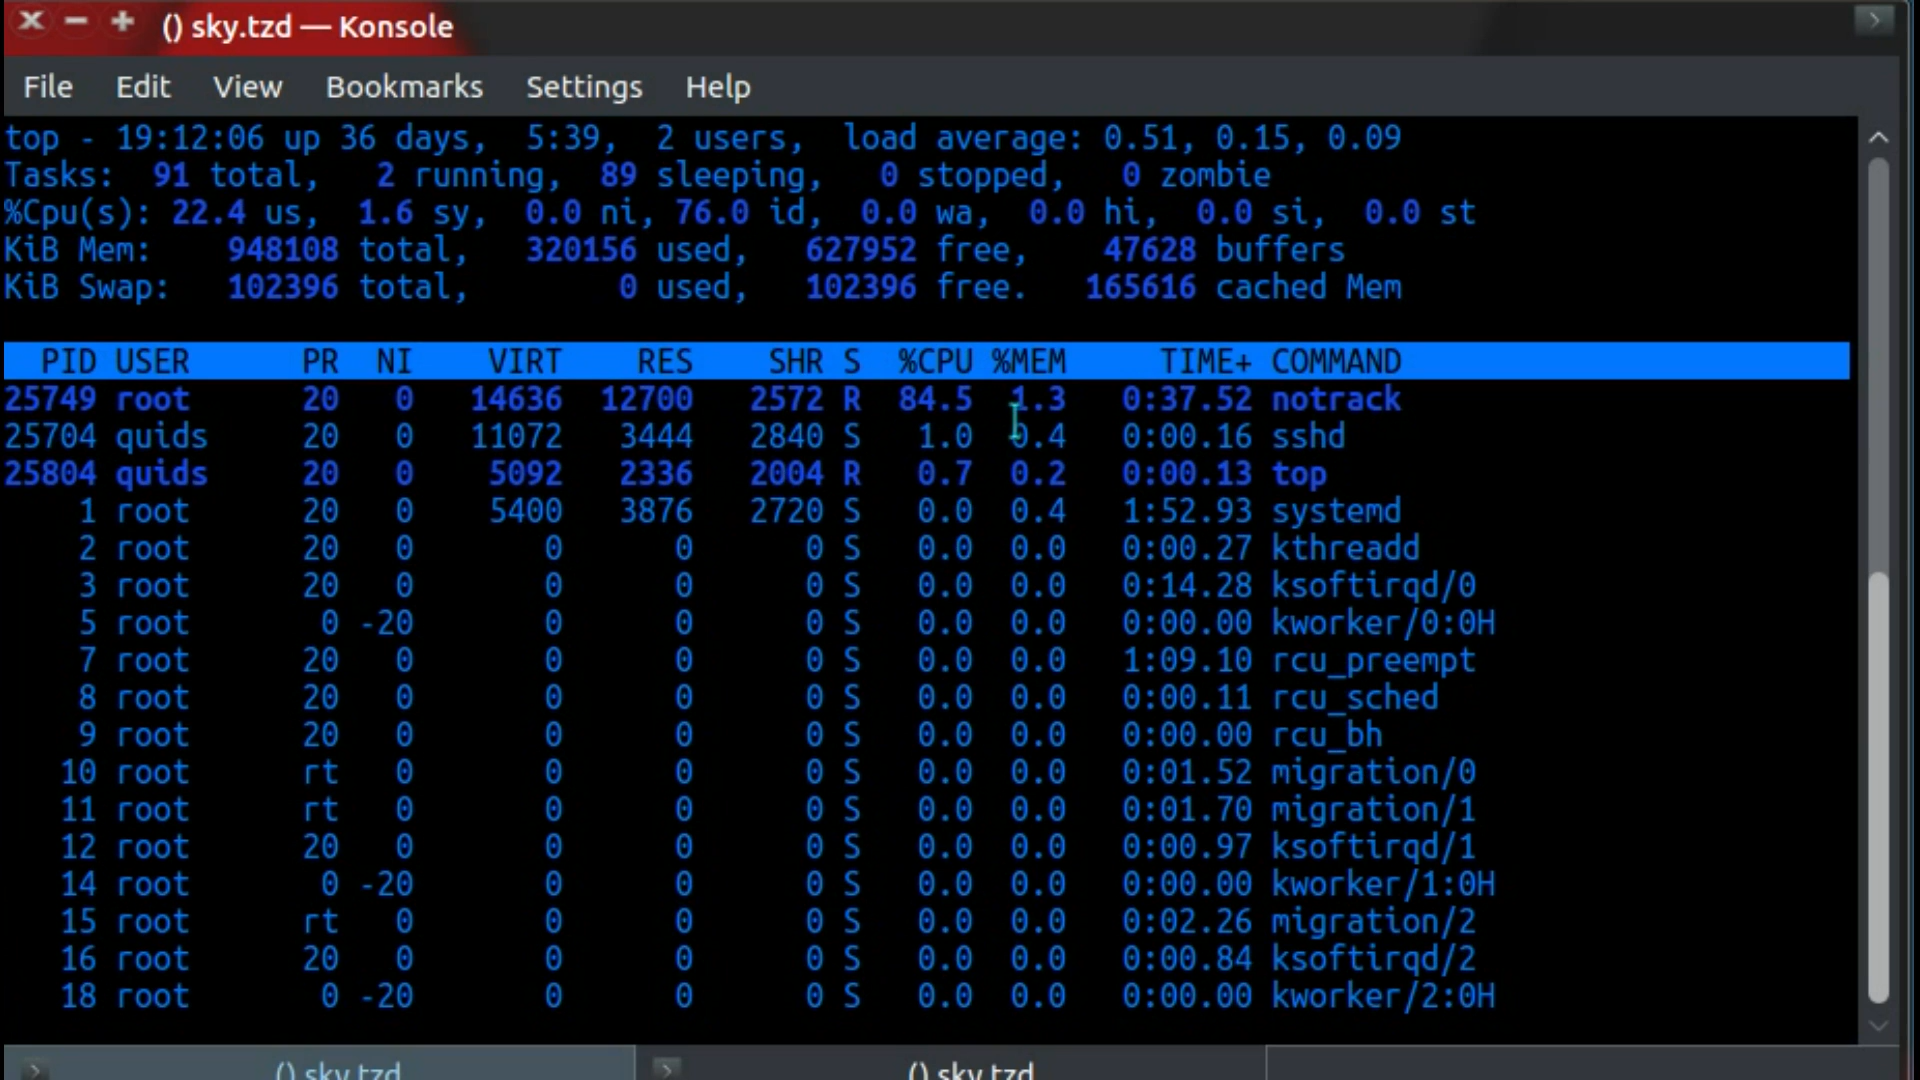 () sky.tzd — Konsole
File Edit View Bookmarks Settings Help
top - 19:12:06 up 36 days,  5:39,  2 users,  load average: 0.51, 0.15, 0.09
Tasks:  91 total,   2 running,  89 sleeping,   0 stopped,   0 zombie
%Cpu(s): 22.4 us,  1.6 sy,  0.0 ni, 76.0 id,  0.0 wa,  0.0 hi,  0.0 si,  0.0 st
KiB Mem:    948108 total,   320156 used,   627952 free,    47628 buffers
KiB Swap:   102396 total,        0 used,   102396 free.   165616 cached Mem
PID USER PR NI VIRT RES SHR S %CPU %MEM TIME+ COMMAND
25749 root 20 0 14636 12700 2572 R 84.5 1.3 0:37.52 notrack
25704 quids 20 0 11072 3444 2840 S 1.0 0.4 0:00.16 sshd
25804 quids 20 0 5092 2336 2004 R 0.7 0.2 0:00.13 top
1 root 20 0 5400 3876 2720 S 0.0 0.4 1:52.93 systemd
2 root 20 0 0 0 0 S 0.0 0.0 0:00.27 kthreadd
3 root 20 0 0 0 0 S 0.0 0.0 0:14.28 ksoftirqd/0
5 root 0 -20 0 0 0 S 0.0 0.0 0:00.00 kworker/0:0H
7 root 20 0 0 0 0 S 0.0 0.0 1:09.10 rcu_preempt
8 root 20 0 0 0 0 S 0.0 0.0 0:00.11 rcu_sched
9 root 20 0 0 0 0 S 0.0 0.0 0:00.00 rcu_bh
10 root rt 0 0 0 0 S 0.0 0.0 0:01.52 migration/0
11 root rt 0 0 0 0 S 0.0 0.0 0:01.70 migration/1
12 root 20 0 0 0 0 S 0.0 0.0 0:00.97 ksoftirqd/1
14 root 0 -20 0 0 0 S 0.0 0.0 0:00.00 kworker/1:0H
15 root rt 0 0 0 0 S 0.0 0.0 0:02.26 migration/2
16 root 20 0 0 0 0 S 0.0 0.0 0:00.84 ksoftirqd/2
18 root 0 -20 0 0 0 S 0.0 0.0 0:00.00 kworker/2:0H
() sky.tzd () sky.tzd